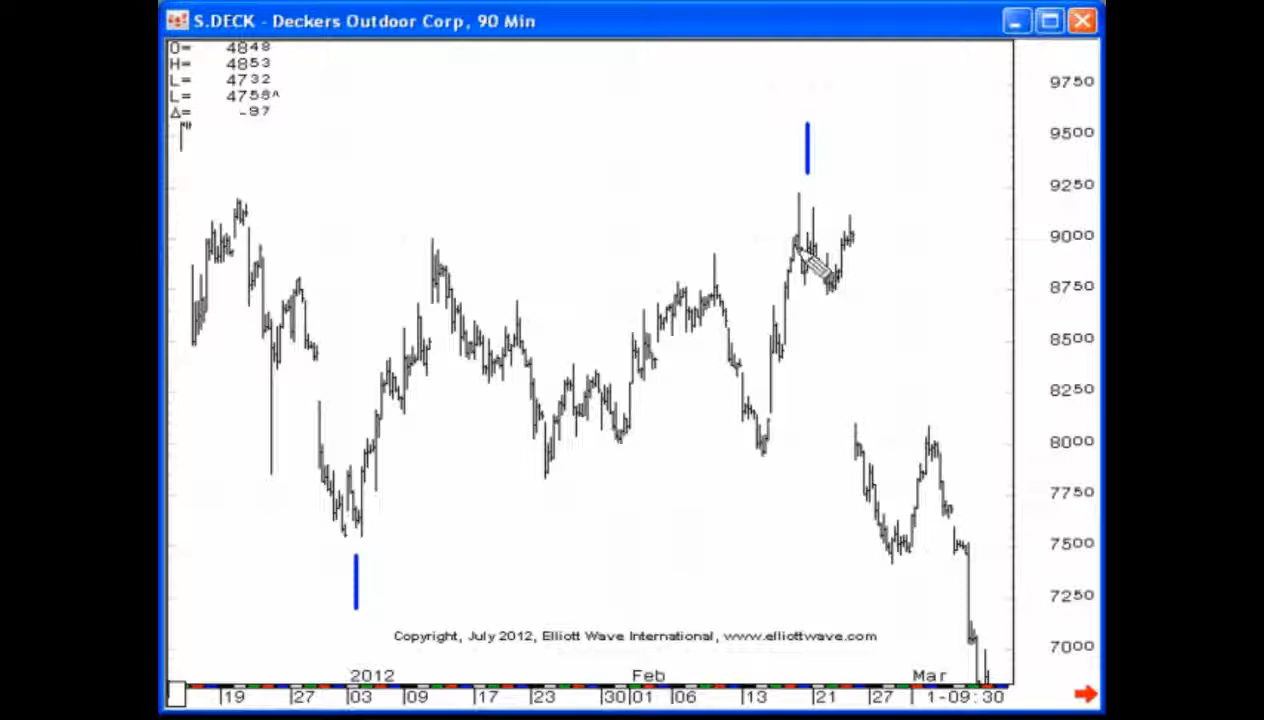 S.DECK - Deckers Outdoor Corp, 90 Min
O= 4848
H= 4853
L= 4732
L= 4758^
Δ= -97
9750
9500
9250
9000
8750
8500
8250
8000
7750
7500
7250
7000
Copyright, July 2012, Elliott Wave International, www.elliottwave.com
2012 Feb Mar
19 27 03 09 17 23 30 01 06 13 21 27 1-09:30